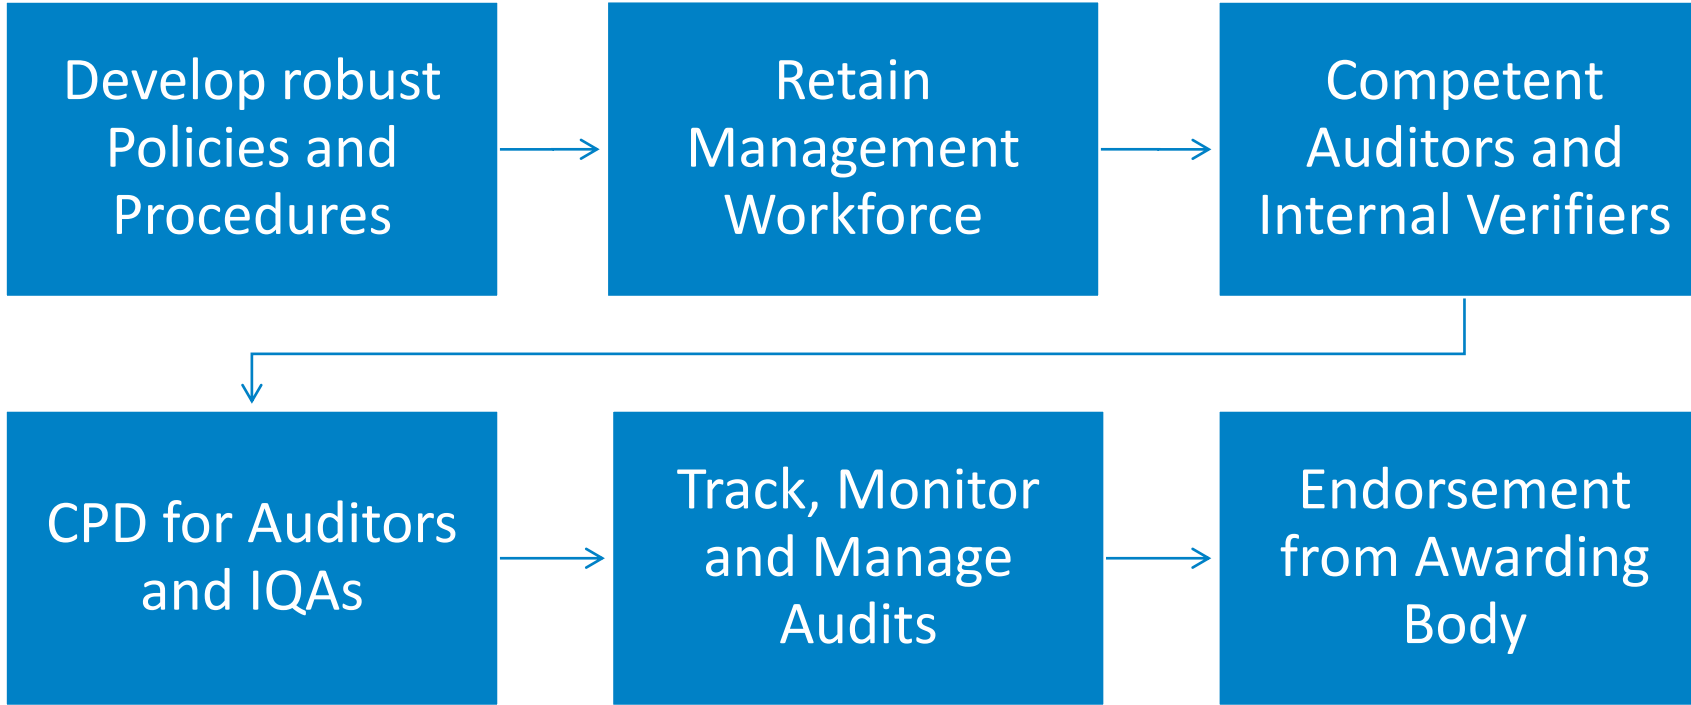 Develop robust
Policies and
Procedures
Retain
Management
Workforce
Competent
Auditors and
Internal Verifiers
CPD for Auditors
and IQAs
Track, Monitor
and Manage
Audits
Endorsement
from Awarding
Body